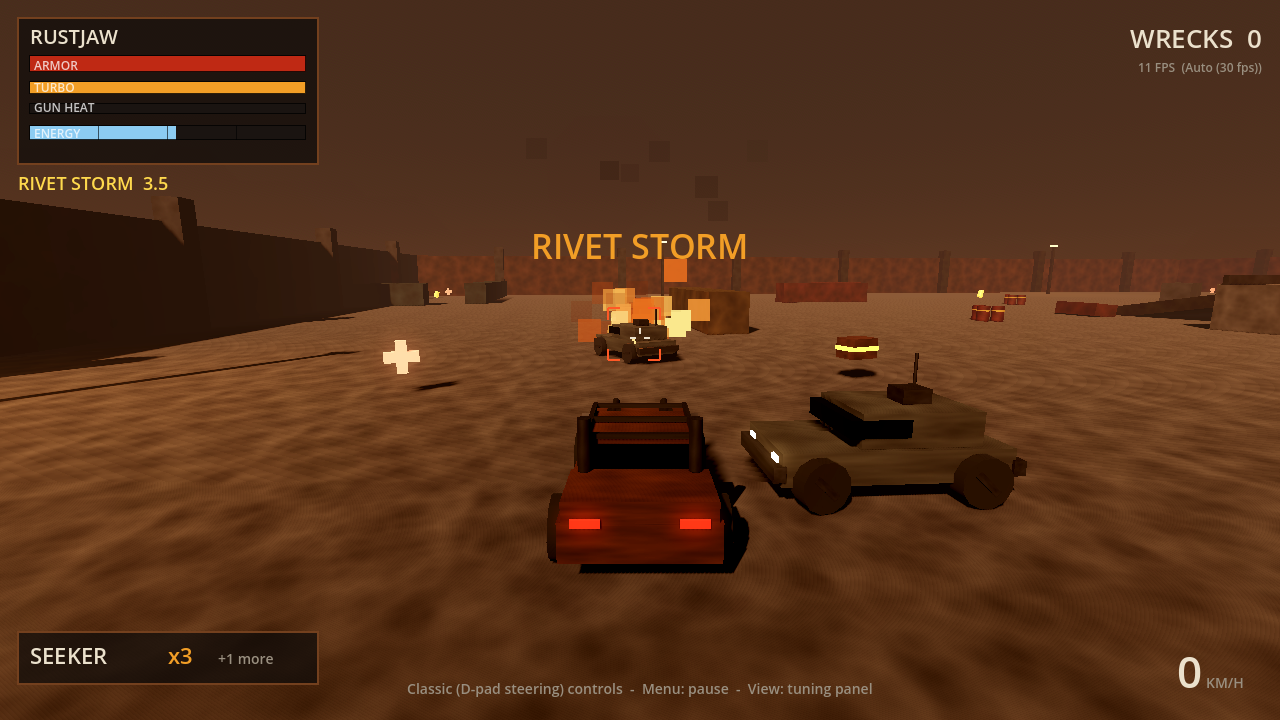 RUSTJAW
ARMOR
TURBO
GUN HEAT
ENERGY
RIVET STORM 3.5
WRECKS 0
11 FPS (Auto (30 fps))
RIVET STORM
SEEKER x3 +1 more
Classic (D-pad steering) controls - Menu: pause - View: tuning panel
0 KM/H